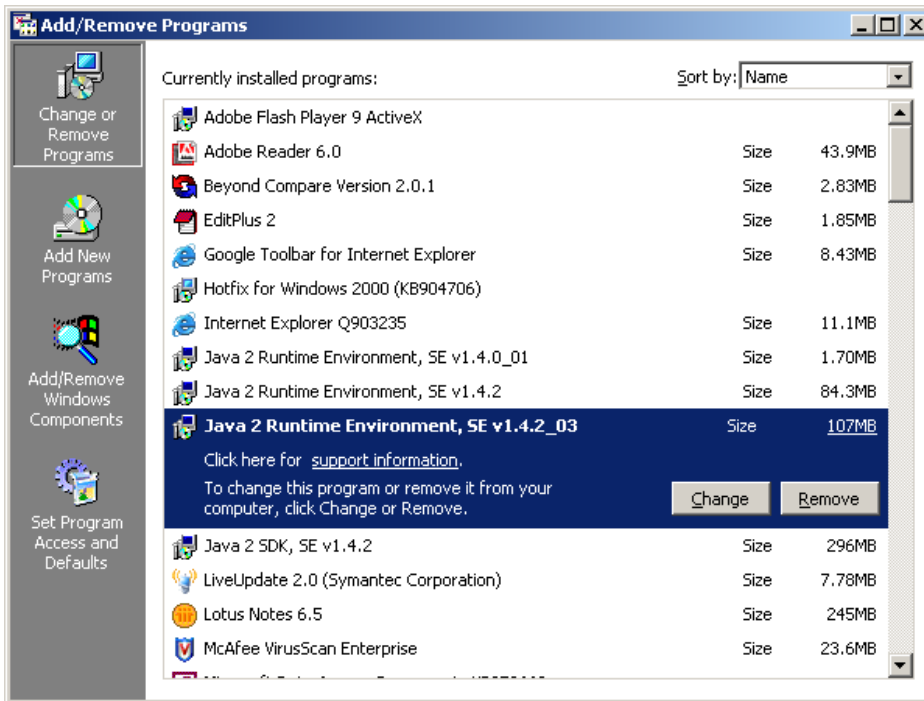 Add/Remove Programs
Change or
Remove
Programs
Add New
Programs
Add/Remove
Windows
Components
Set Program
Access and
Defaults
Currently installed programs:
Sort by: Name
Adobe Flash Player 9 ActiveX
Adobe Reader 6.0 Size 43.9MB
Beyond Compare Version 2.0.1 Size 2.83MB
EditPlus 2 Size 1.85MB
Google Toolbar for Internet Explorer Size 8.43MB
Hotfix for Windows 2000 (KB904706)
Internet Explorer Q903235 Size 11.1MB
Java 2 Runtime Environment, SE v1.4.0_01 Size 1.70MB
Java 2 Runtime Environment, SE v1.4.2 Size 84.3MB
Java 2 Runtime Environment, SE v1.4.2_03 Size 107MB
Click here for support information.
To change this program or remove it from your
computer, click Change or Remove.
Change Remove
Java 2 SDK, SE v1.4.2 Size 296MB
LiveUpdate 2.0 (Symantec Corporation) Size 7.78MB
Lotus Notes 6.5 Size 245MB
McAfee VirusScan Enterprise Size 23.6MB